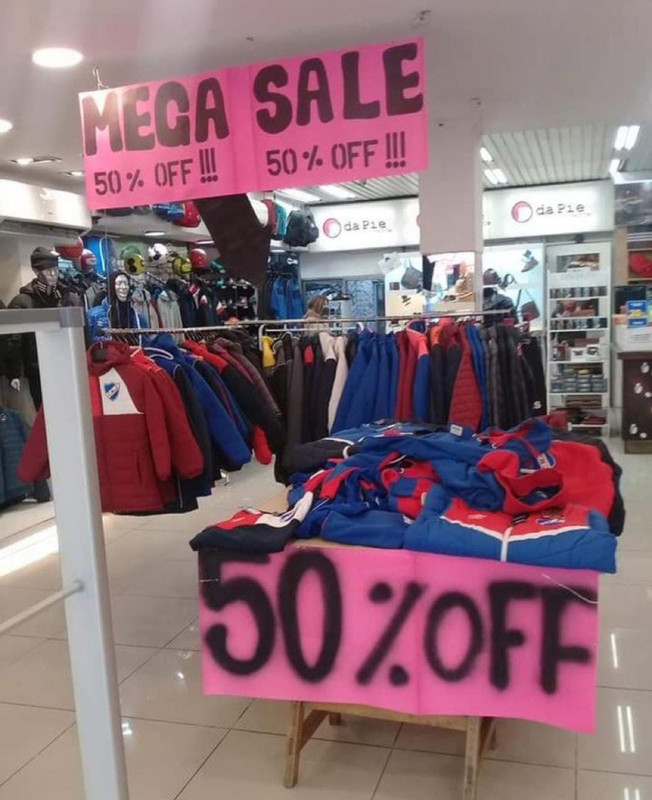 MEGA SALE
50% OFF!!! 50% OFF!!!
da Pie
da Pie
50% OFF